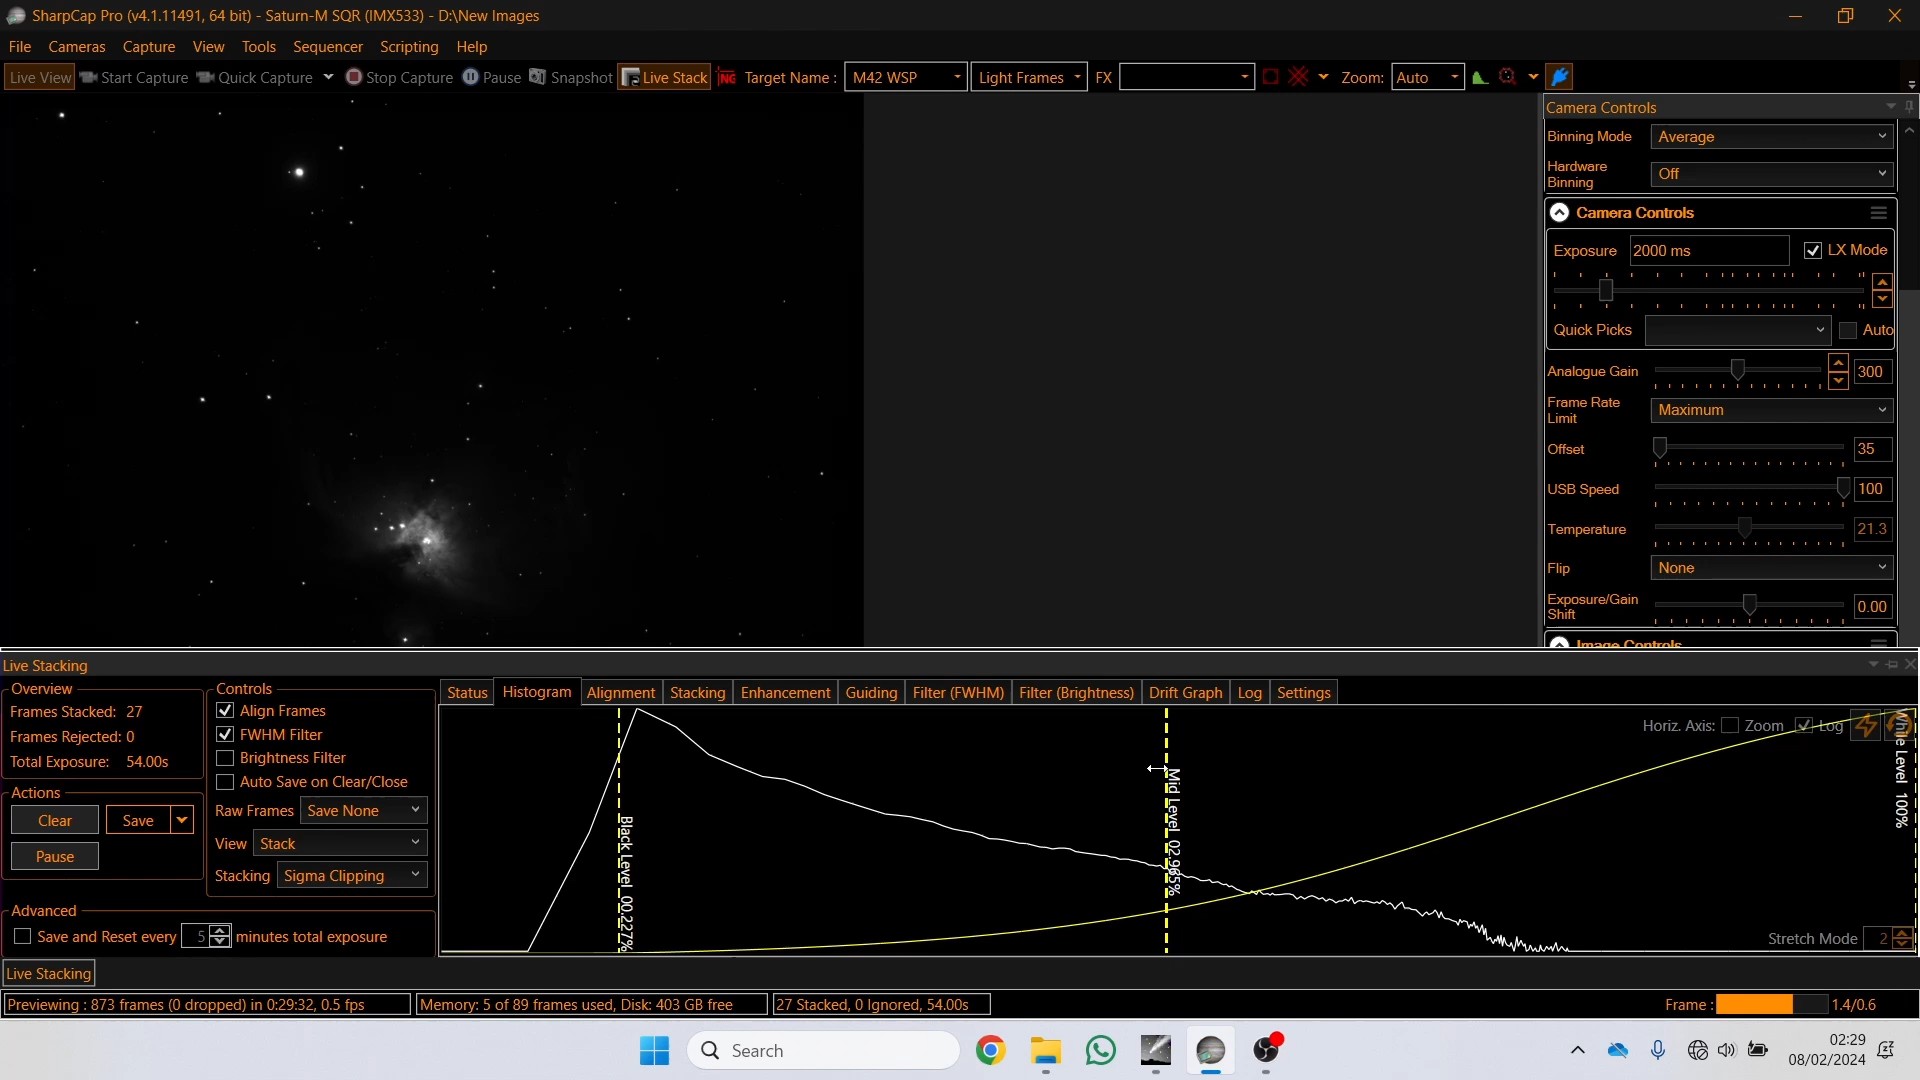 SharpCap Pro (v4.1.11491, 64 bit) - Saturn-M SQR (IMX533) - D:\New Images
File Cameras Capture View Tools Sequencer Scripting Help
Live View Start Capture Quick Capture Stop Capture Pause Snapshot Live Stack Target Name : M42 WSP Light Frames FX Zoom: Auto
Camera Controls
Binning Mode Average
Hardware Binning Off
Camera Controls
Exposure 2000 ms LX Mode
Quick Picks Auto
Analogue Gain 300
Frame Rate Limit Maximum
Offset 35
USB Speed 100
Temperature 21.3
Flip None
Exposure/Gain Shift 0.00
Image Controls
Live Stacking
Overview
Frames Stacked: 27
Frames Rejected: 0
Total Exposure: 54.00s
Actions
Clear Save
Pause
Controls
Align Frames
FWHM Filter
Brightness Filter
Auto Save on Clear/Close
Raw Frames Save None
View Stack
Stacking Sigma Clipping
Advanced
Save and Reset every 5 minutes total exposure
Status Histogram Alignment Stacking Enhancement Guiding Filter (FWHM) Filter (Brightness) Drift Graph Log Settings
Horiz. Axis: Zoom Log
Black Level 00.227%
Mid Level 02.965%
While Level 100%
Stretch Mode 2
Live Stacking
Previewing : 873 frames (0 dropped) in 0:29:32, 0.5 fps
Memory: 5 of 89 frames used, Disk: 403 GB free
27 Stacked, 0 Ignored, 54.00s
Frame : 1.4/0.6
Search
02:29
08/02/2024